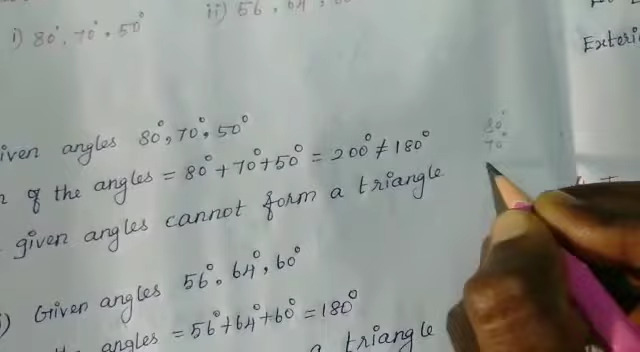 i) 80°, 70°, 50°
ii) 56, 64,
Exteri
iven angles 80°, 70°, 50°
80°
70°
n of the angles = 80° + 70° + 50° = 200° ≠ 180°
given angles cannot form a triangle
) Given angles 56°, 64°, 60°
angles = 56° + 64° + 60° = 180°
a triangle